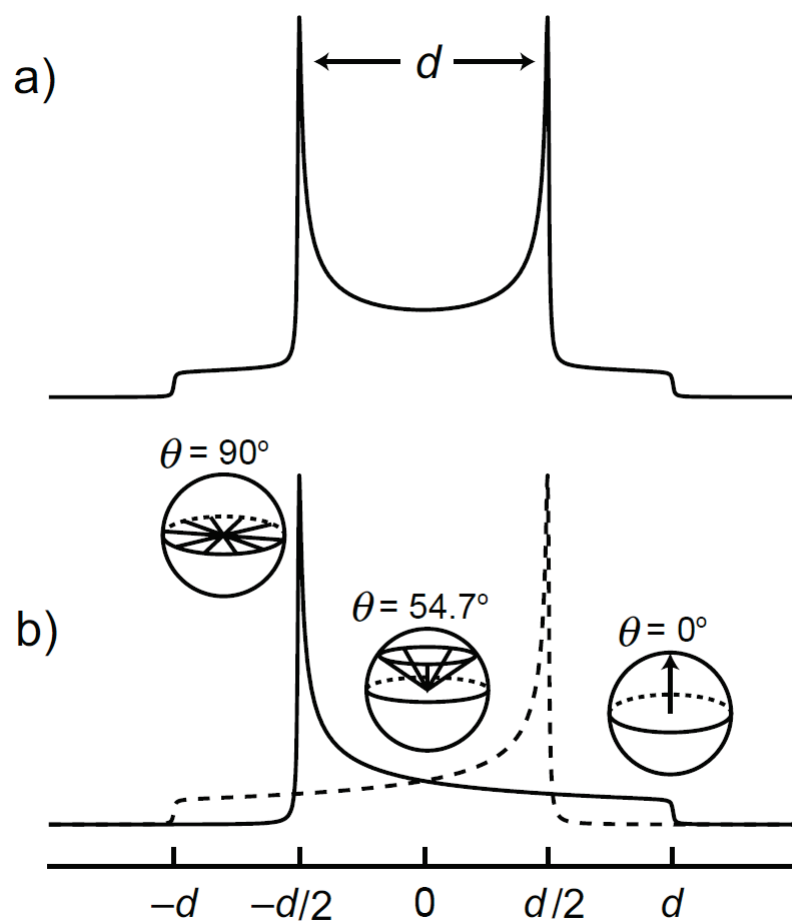 a)
d
θ = 90°
b)
θ = 54.7°
θ = 0°
–d –d/2 0 d/2 d